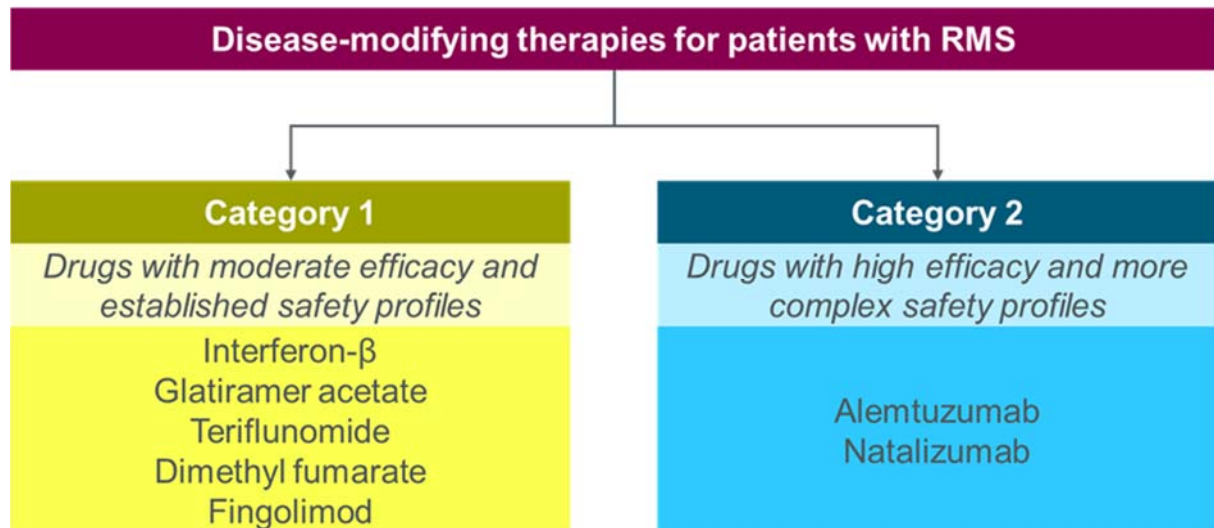 Disease-modifying therapies for patients with RMS
Category 1
Drugs with moderate efficacy and
established safety profiles
Interferon-β
Glatiramer acetate
Teriflunomide
Dimethyl fumarate
Fingolimod
Category 2
Drugs with high efficacy and more
complex safety profiles
Alemtuzumab
Natalizumab